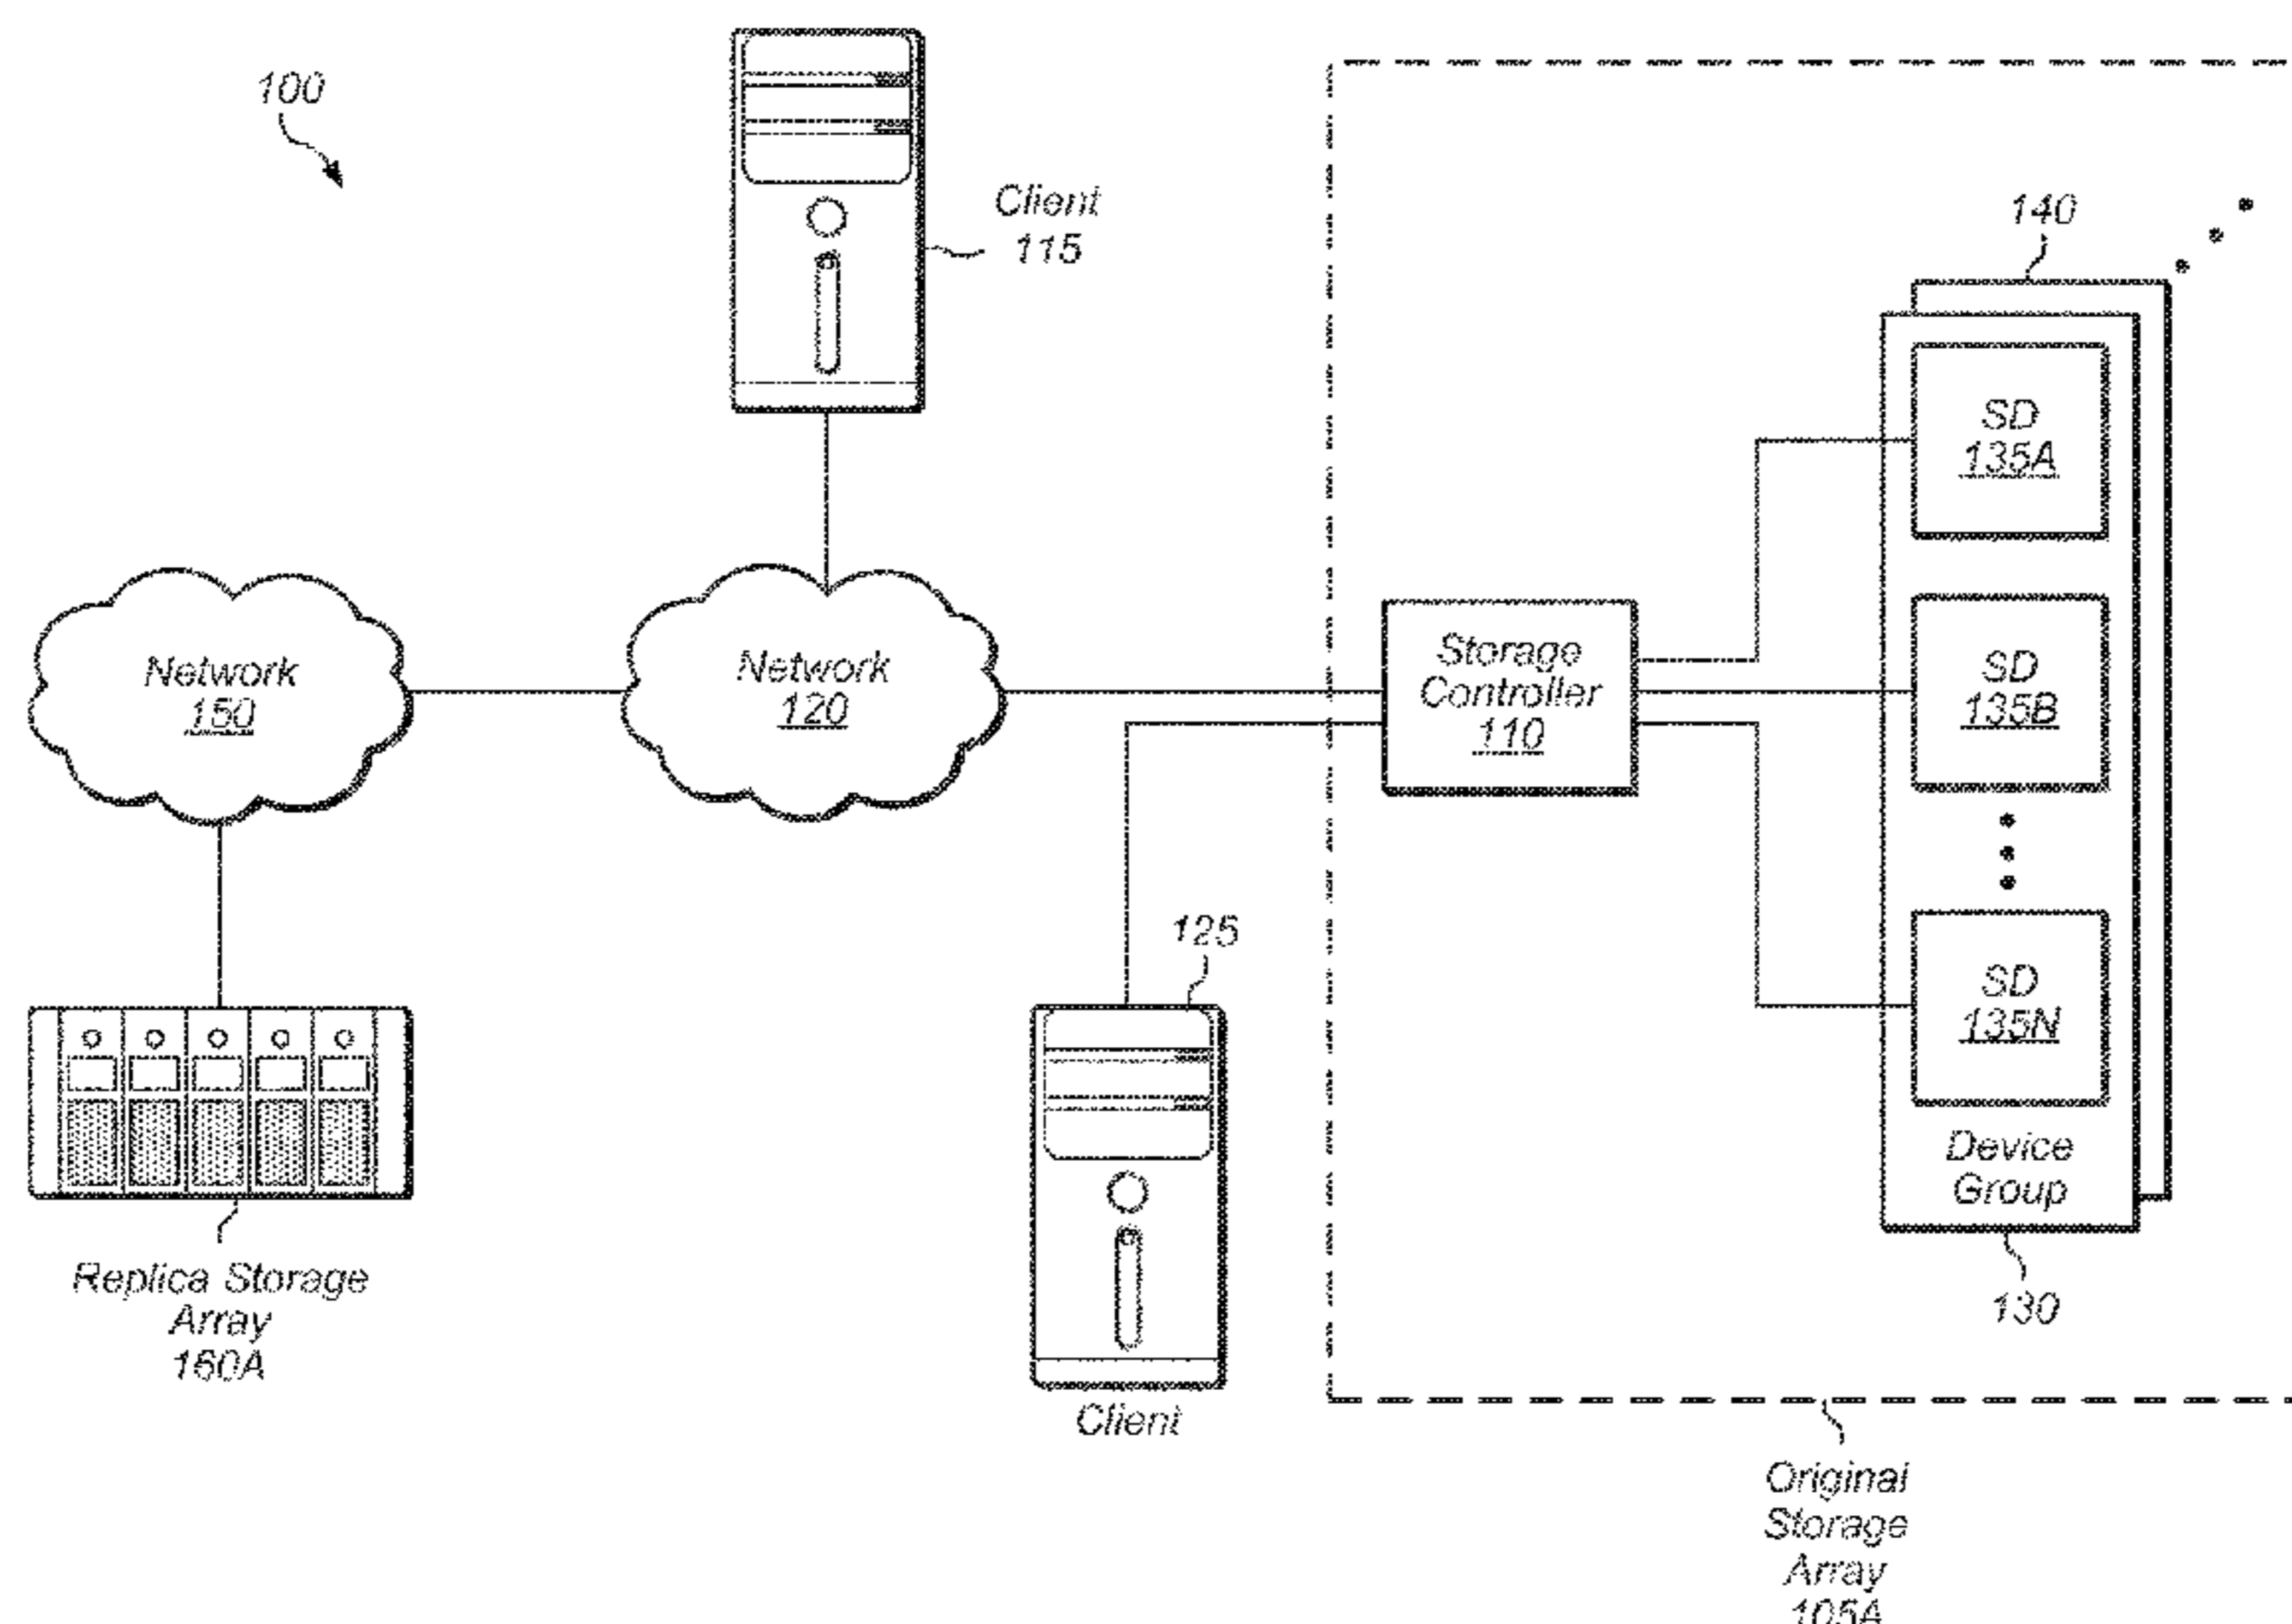 100
Client
115
140
SD
135A
Network
150
Network
120
Storage
Controller
110
SD
135B
125
SD
135N
Device
Group
130
Replica Storage
Array
160A
Client
Original
Storage
Array
105A